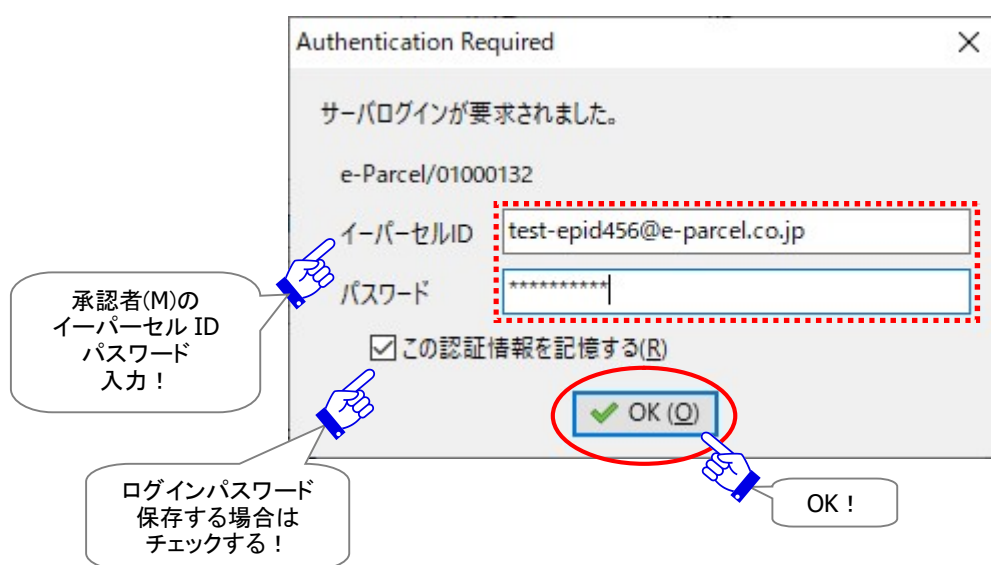 Authentication Required
サーバログインが要求されました。
e-Parcel/01000132
イーパーセルID
test-epid456@e-parcel.co.jp
パスワード
**********
この認証情報を記憶する(R)
OK (O)
承認者(M)の
イーパーセル ID
パスワード
入力！
ログインパスワード
保存する場合は
チェックする！
OK！